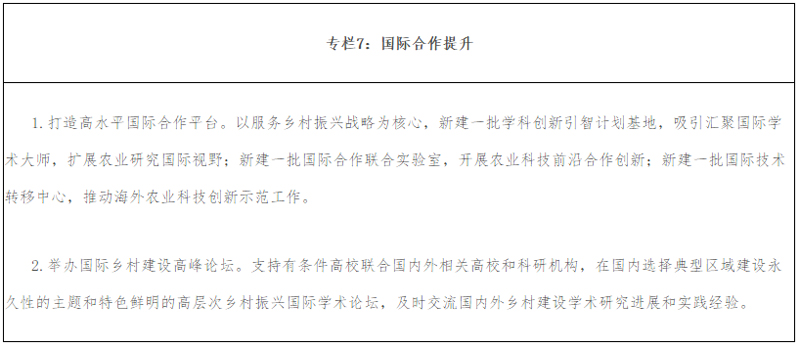 专栏7：国际合作提升
1.打造高水平国际合作平台。以服务乡村振兴战略为核心，新建一批学科创新引智计划基地，吸引汇聚国际学
术大师，扩展农业研究国际视野；新建一批国际合作联合实验室，开展农业科技前沿合作创新；新建一批国际技术
转移中心，推动海外农业科技创新示范工作。
2.举办国际乡村建设高峰论坛。支持有条件高校联合国内外相关高校和科研机构，在国内选择典型区域建设永
久性的主题和特色鲜明的高层次乡村振兴国际学术论坛，及时交流国内外乡村建设学术研究进展和实践经验。